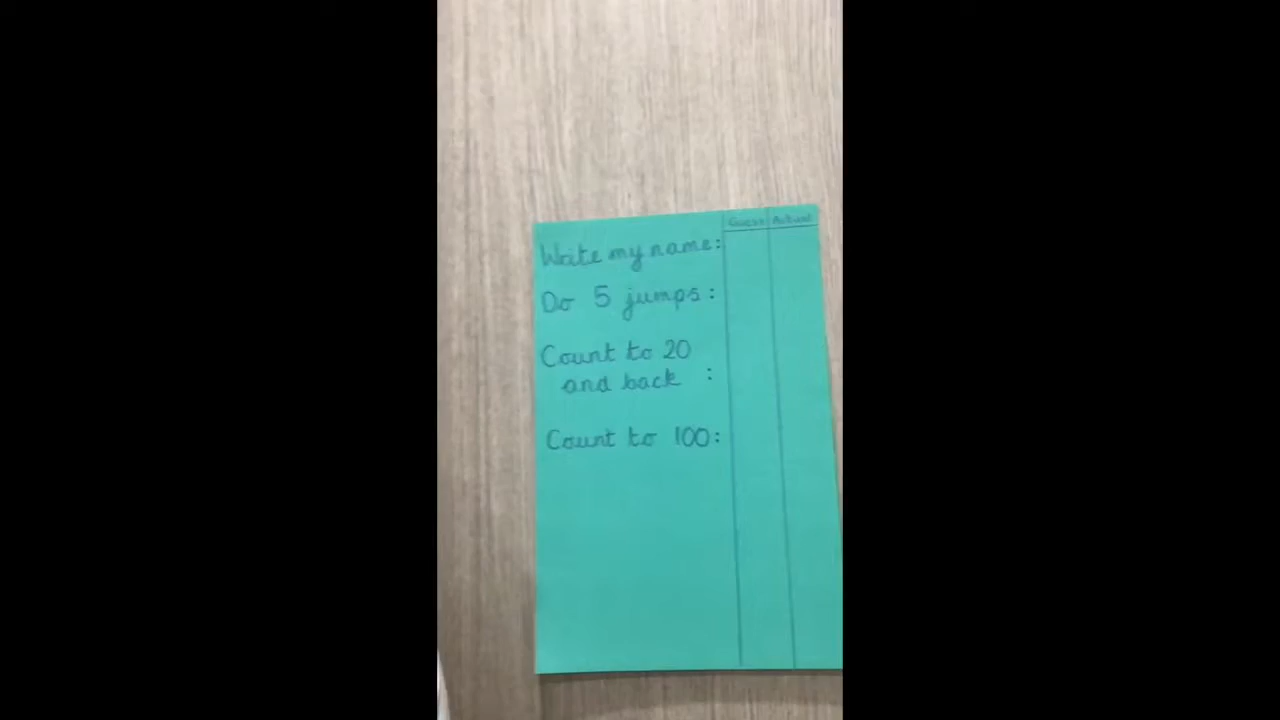 Guess Actual
Write my name:
Do 5 jumps:
Count to 20
and back :
Count to 100: